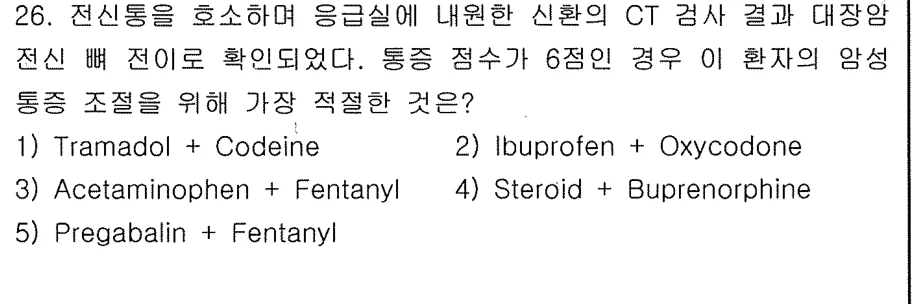 26. 전신통을 호소하며 응급실에 내원한 신환의 CT 검사 결과 대장암
전신 뼈 전이로 확인되었다. 통증 점수가 6점인 경우 이 환자의 암성
통증 조절을 위해 가장 적절한 것은?
1) Tramadol + Codeine 2) Ibuprofen + Oxycodone
3) Acetaminophen + Fentanyl 4) Steroid + Buprenorphine
5) Pregabalin + Fentanyl